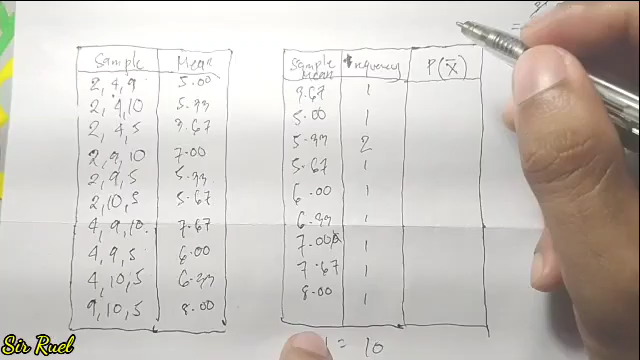 Sample Mean
2, 4, 9 5.00
2, 4, 10 5.33
2, 4, 5 3.67
2, 9, 10 7.00
2, 9, 5 5.33
2, 10, 5 5.67
4, 9, 10 7.67
4, 9, 5 6.00
4, 10, 5 6.33
9, 10, 5 8.00
Sample Mean Frequency P(X̄)
3.67 1
5.00 1
5.33 2
5.67 1
6.00 1
6.33 1
7.00 1
7.67 1
8.00 1
= 10
Sir Ruel